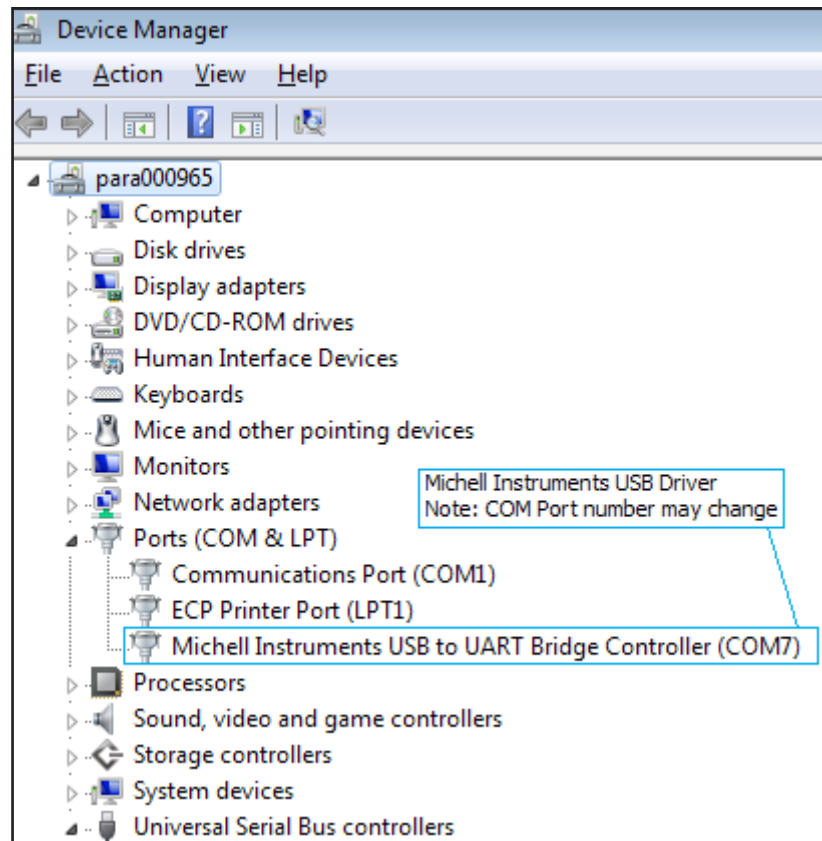 Device Manager
File Action View Help
para000965
Computer
Disk drives
Display adapters
DVD/CD-ROM drives
Human Interface Devices
Keyboards
Mice and other pointing devices
Monitors
Michell Instruments USB Driver
Note: COM Port number may change
Network adapters
Ports (COM & LPT)
Communications Port (COM1)
ECP Printer Port (LPT1)
Michell Instruments USB to UART Bridge Controller (COM7)
Processors
Sound, video and game controllers
Storage controllers
System devices
Universal Serial Bus controllers